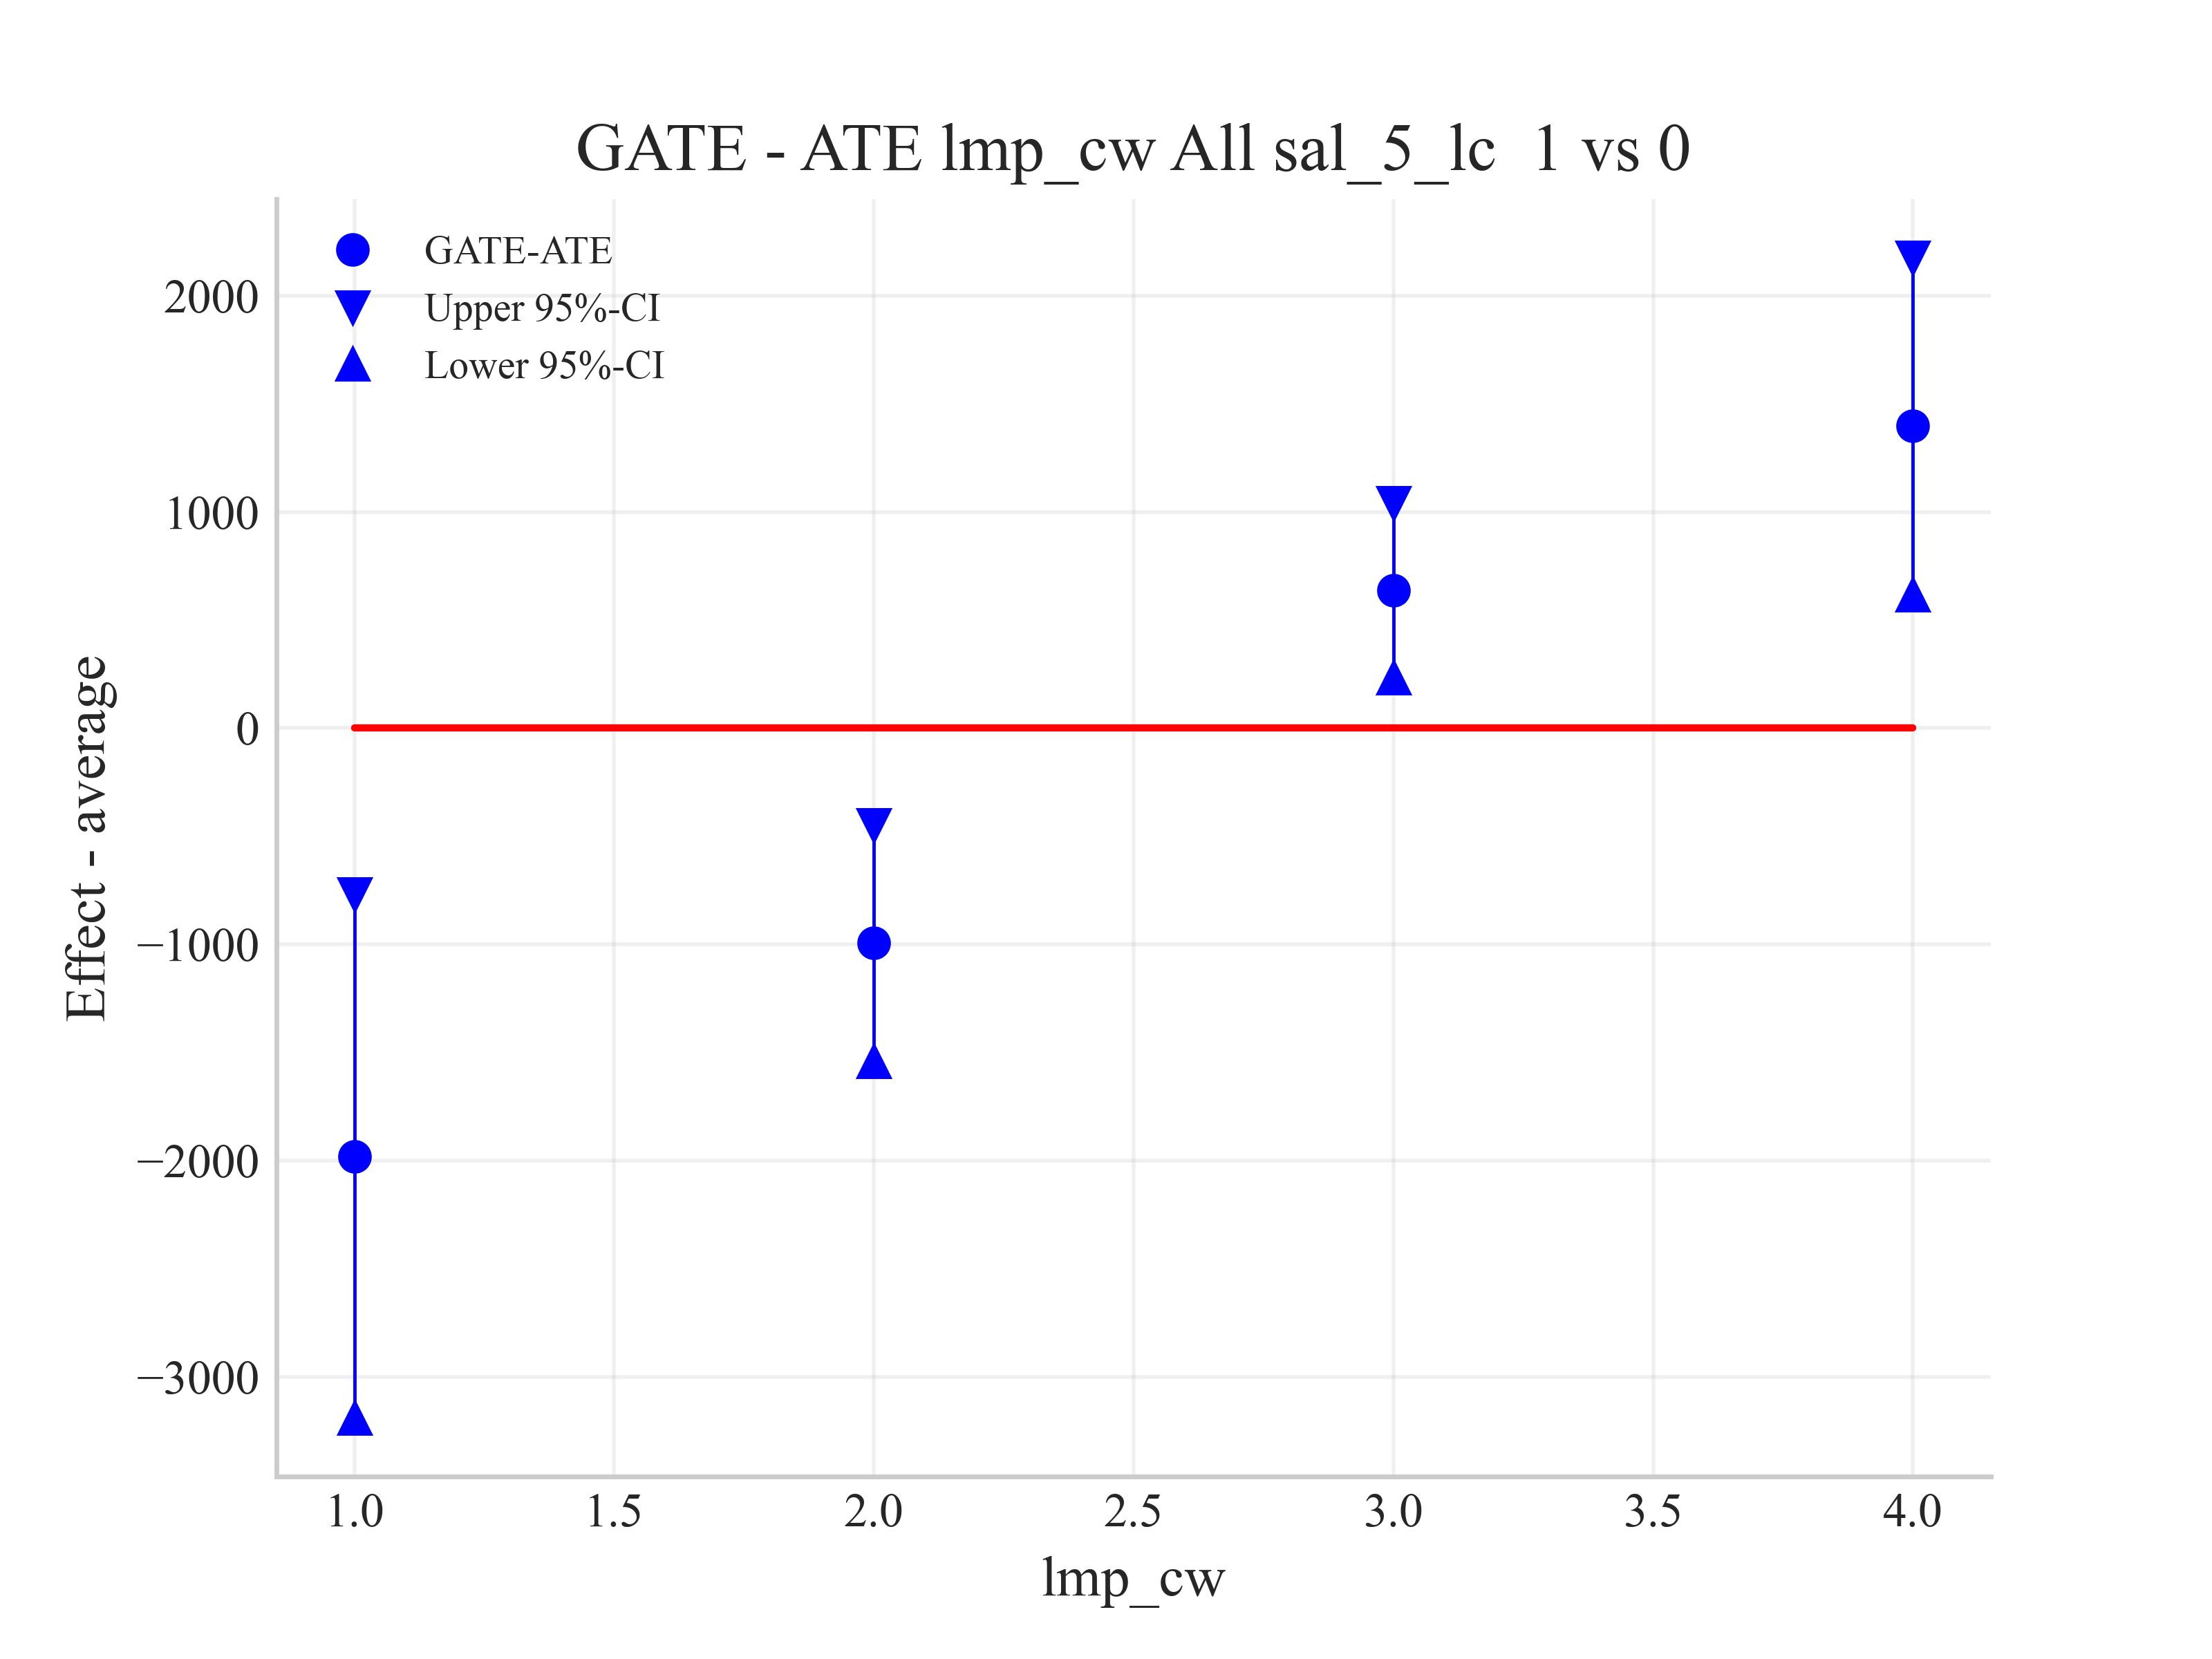 GATE - ATE lmp_cw All sal_5_lc  1 vs 0
GATE-ATE
Upper 95%-CI
Lower 95%-CI
Effect - average
2000
1000
0
−1000
−2000
−3000
1.0 1.5 2.0 2.5 3.0 3.5 4.0
lmp_cw